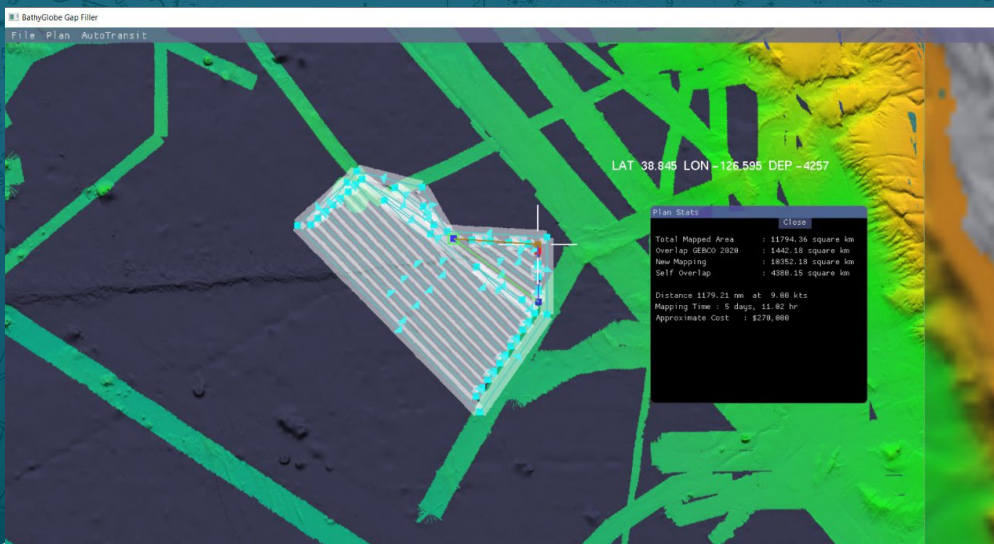 BathyGlobe Gap Filler
File Plan AutoTransit
LAT 38.845 LON -126.595 DEP -4257
Plan Stats
Close
Total Mapped Area : 11794.36 square km
Overlap GEBCO 2020 : 1442.18 square km
New Mapping : 10352.18 square km
Self Overlap : 4380.15 square km
Distance 1179.21 nm at 9.00 kts
Mapping Time : 5 days, 11.02 hr
Approximate Cost : $270,000